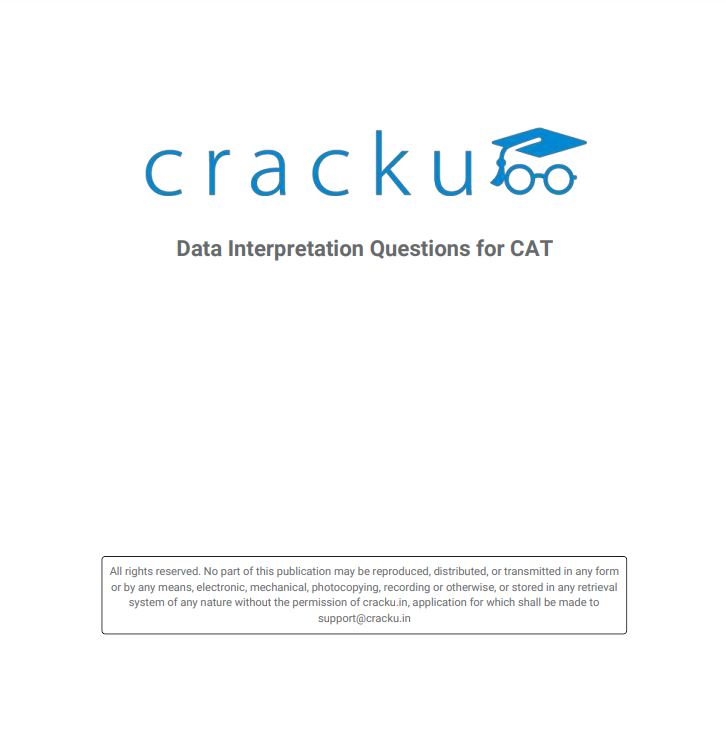 cracku
Data Interpretation Questions for CAT
All rights reserved. No part of this publication may be reproduced, distributed, or transmitted in any form
or by any means, electronic, mechanical, photocopying, recording or otherwise, or stored in any retrieval
system of any nature without the permission of cracku.in, application for which shall be made to
support@cracku.in